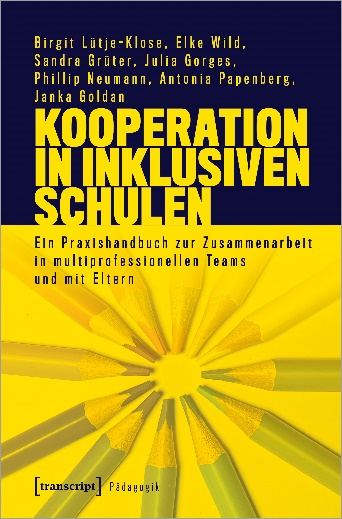 Birgit Lütje-Klose, Elke Wild,
Sandra Grüter, Julia Gorges,
Phillip Neumann, Antonia Papenberg,
Janka Goldan
KOOPERATION
IN INKLUSIVEN
SCHULEN
Ein Praxishandbuch zur Zusammenarbeit
in multiprofessionellen Teams
und mit Eltern
[transcript] Pädagogik